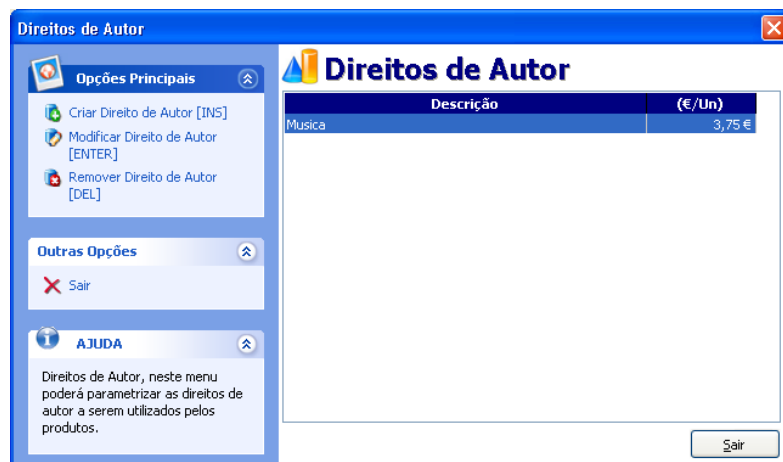 Direitos de Autor
Opções Principais
Criar Direito de Autor [INS]
Modificar Direito de Autor
[ENTER]
Remover Direito de Autor
[DEL]
Outras Opções
Sair
AJUDA
Direitos de Autor, neste menu
poderá parametrizar as direitos de
autor a serem utilizados pelos
produtos.
Direitos de Autor
Descrição (€/Un)
Musica 3,75 €
Sair